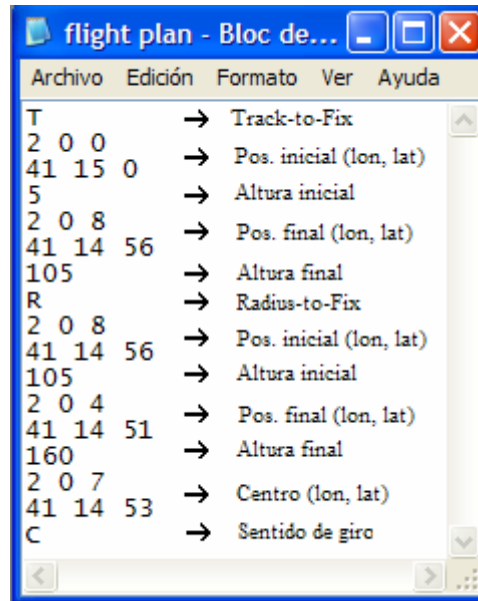 flight plan - Bloc de...
Archivo Edición Formato Ver Ayuda
T → Track-to-Fix
2 0 0
41 15 0 → Pos. inicial (lon, lat)
5 → Altura inicial
2 0 8
41 14 56 → Pos. final (lon, lat)
105 → Altura final
R → Radius-to-Fix
2 0 8
41 14 56 → Pos. inicial (lon, lat)
105 → Altura inicial
2 0 4
41 14 51 → Pos. final (lon, lat)
160 → Altura final
2 0 7
41 14 53 → Centro (lon, lat)
C → Sentido de giro